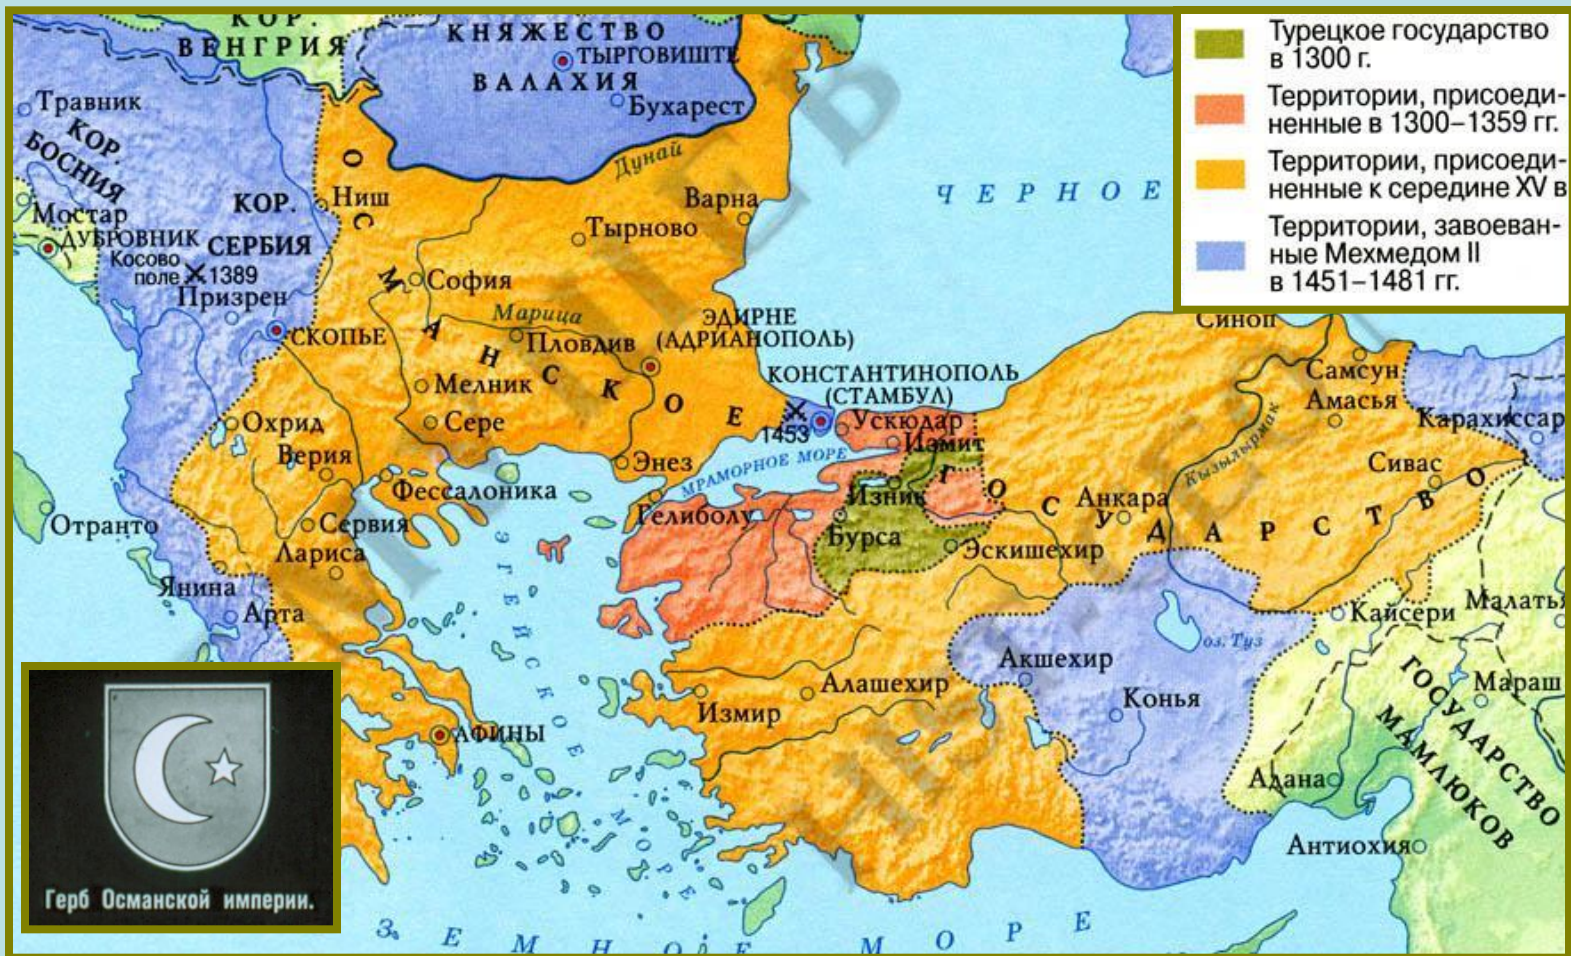 КОР.
ВЕНГРИЯ
КНЯЖЕСТВО
ТЫРГОВИШТЕ
ВАЛАХИЯ
Бухарест
Травник
КОР.
БОСНИЯ
Мостар
ДУБРОВНИК
КОР.
СЕРБИЯ
Косово
поле 1389
Призрен
СКОПЬЕ
Ниш
Дунай
Варна
Тырново
София
Марица
Пловдив
ЭДИРНЕ
(АДРИАНОПОЛЬ)
Мелник
Сере
КОНСТАНТИНОПОЛЬ
(СТАМБУЛ)
1453
Ускюдар
Измит
Охрид
Верия
Энез
МРАМОРНОЕ МОРЕ
Фессалоника
Гелиболу
Изник
Бурса
Эскишехир
Отранто
Сервия
Лариса
Янина
Арта
АФИНЫ
ОСМАНСКОЕ ГОСУДАРСТВО
ЧЕРНОЕ
Синоп
Самсун
Амасья
Карахиссар
Кызылырмак
Сивас
Анкара
Кайсери
Малатья
оз. Туз
Акшехир
Конья
Алашехир
Измир
Мараш
ГОСУДАРСТВО
МАМЛЮКОВ
Адана
Антиохия
ЭГЕЙСКОЕ
МОРЕ
ЗЕМНОЕ МОРЕ
Турецкое государство
в 1300 г.
Территории, присоеди-
ненные в 1300–1359 гг.
Территории, присоеди-
ненные к середине XV в
Территории, завоеван-
ные Мехмедом II
в 1451–1481 гг.
Герб Османской империи.